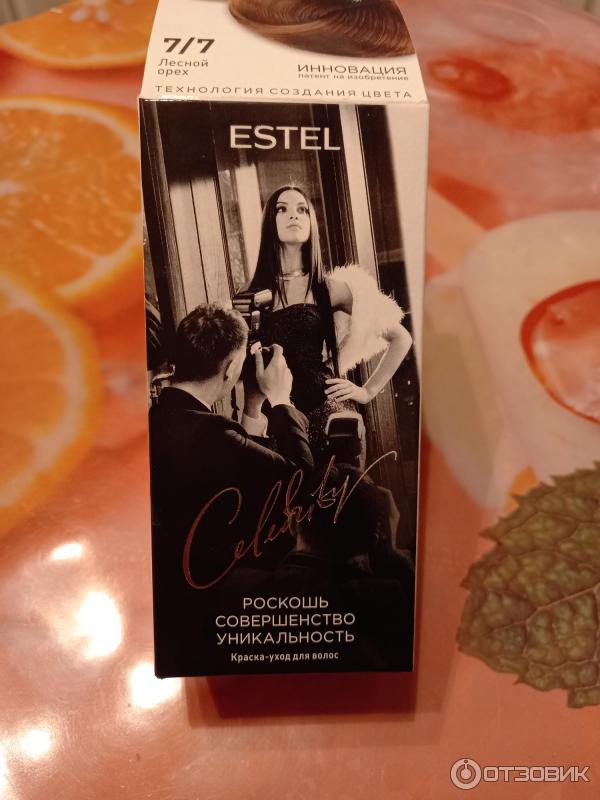 7/7
Лесной
орех
ИННОВАЦИЯ
патент на изобретение
ТЕХНОЛОГИЯ СОЗДАНИЯ ЦВЕТА
ESTEL
Celebrity
РОСКОШЬ
СОВЕРШЕНСТВО
УНИКАЛЬНОСТЬ
Краска-уход для волос
ОТЗОВИК